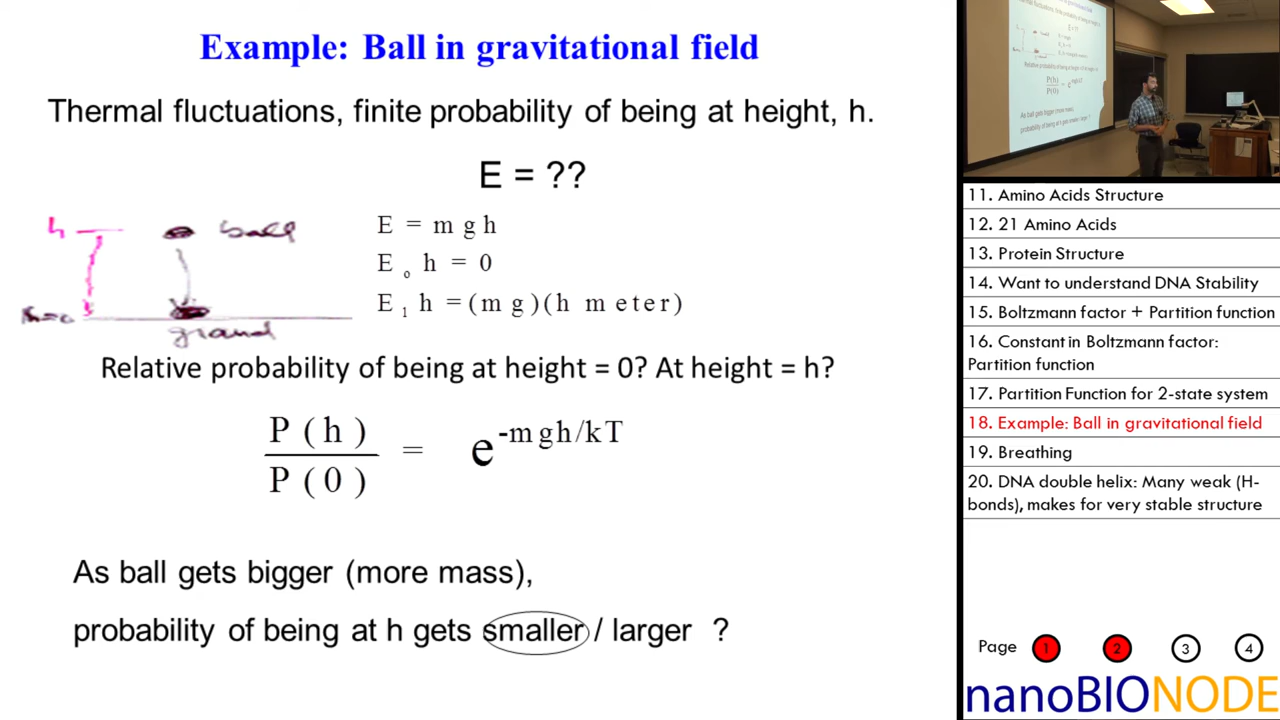 Example: Ball in gravitational field
Thermal fluctuations, finite probability of being at height, h.
E = ??
h
ball
E = m g h
E o h = 0
E 1 h = (m g)(h meter)
Relative probability of being at height = 0? At height = h?
P ( h )
P ( 0 )
= e -mgh/kT
As ball gets bigger (more mass),
probability of being at h gets smaller / larger ?
11. Amino Acids Structure
12. 21 Amino Acids
13. Protein Structure
14. Want to understand DNA Stability
15. Boltzmann factor + Partition function
16. Constant in Boltzmann factor:
Partition function
17. Partition Function for 2-state system
18. Example: Ball in gravitational field
19. Breathing
20. DNA double helix: Many weak (H-
bonds), makes for very stable structure
Page 1 2 3 4
nanoBIONODE